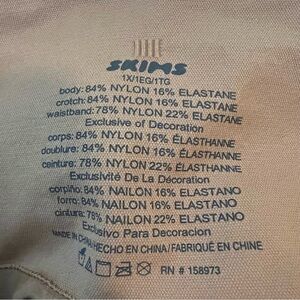 SKIMS
1X/1EG/1TG
body: 84% NYLON 16% ELASTANE
crotch: 84% NYLON 16% ELASTANE
waistband: 78% NYLON 22% ELASTANE
Exclusive of Decoration
corps: 84% NYLON 16% ÉLASTHANNE
doublure: 84% NYLON 16% ÉLASTHANNE
ceinture: 78% NYLON 22% ÉLASTHANNE
Exclusivité De La Décoration
corpiño: 84% NAILON 16% ELASTANO
forro: 84% NAILON 16% ELASTANO
cintura: 78% NAILON 22% ELASTANO
Exclusivo Para Decoracion
MADE IN CHINA/HECHO EN CHINA/FABRIQUÉ EN CHINE
RN # 158973